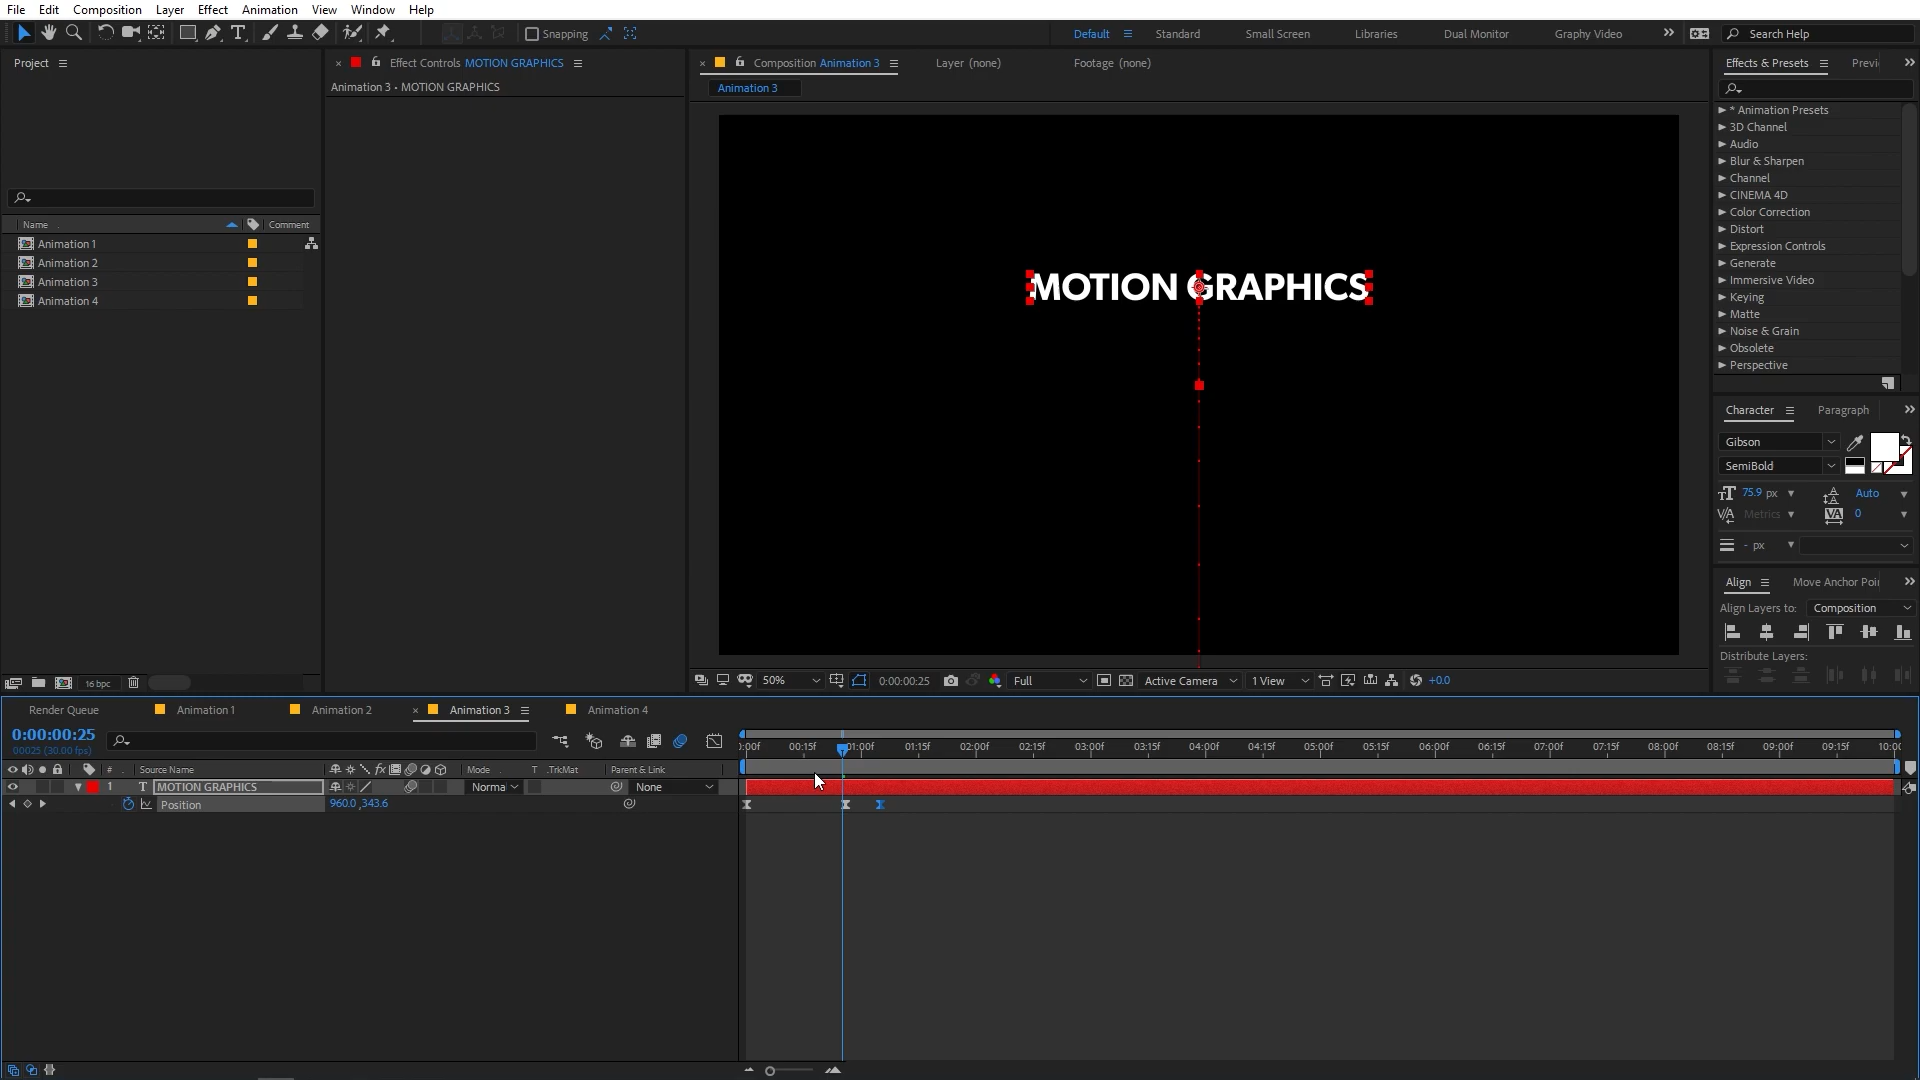 File Edit Composition Layer Effect Animation View Window Help
Snapping Default Standard Small Screen Libraries Dual Monitor Graphy Video Search Help
Project
Effect Controls MOTION GRAPHICS
Animation 3 • MOTION GRAPHICS
Name Comment
Animation 1
Animation 2
Animation 3
Animation 4
16 bpc
Composition Animation 3 Layer (none) Footage (none)
Animation 3
MOTION GRAPHICS
50% 0:00:00:25 Full Active Camera 1 View +0.0
Effects & Presets Previ
* Animation Presets
3D Channel
Audio
Blur & Sharpen
Channel
CINEMA 4D
Color Correction
Distort
Expression Controls
Generate
Immersive Video
Keying
Matte
Noise & Grain
Obsolete
Perspective
Character Paragraph
Gibson
SemiBold
75.9 px Auto
Metrics 0
- px
Align Move Anchor Poi
Align Layers to: Composition
Distribute Layers:
Render Queue Animation 1 Animation 2 Animation 3 Animation 4
0:00:00:25
00025 (30.00 fps)
:00f 00:15f 01:00f 01:15f 02:00f 02:15f 03:00f 03:15f 04:00f 04:15f 05:00f 05:15f 06:00f 06:15f 07:00f 07:15f 08:00f 08:15f 09:00f 09:15f 10:00
# Source Name Mode T .TrkMat Parent & Link
1 T MOTION GRAPHICS Norma None
Position 960.0 ,343.6